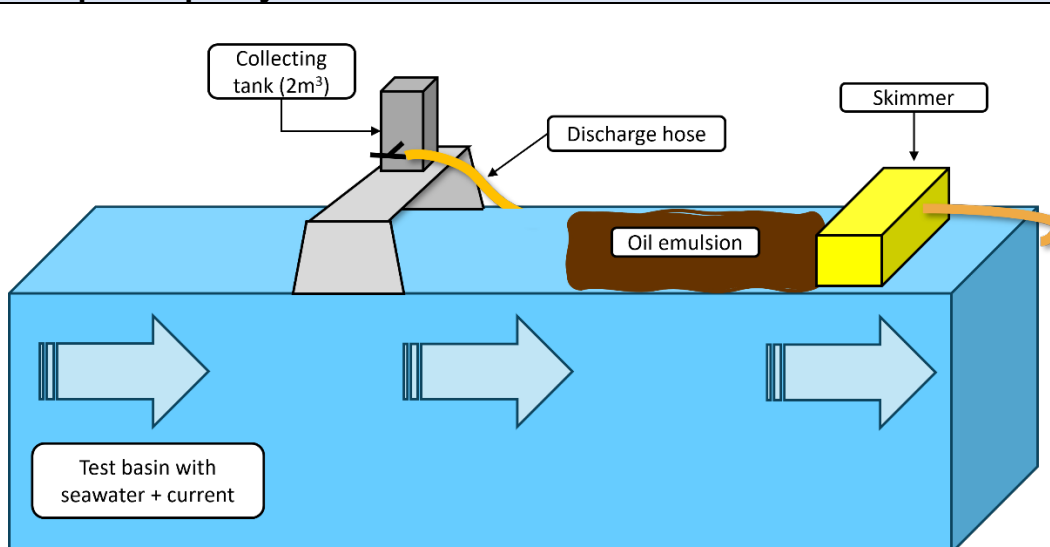 Collecting
tank (2m³)
Skimmer
Discharge hose
Oil emulsion
Test basin with
seawater + current